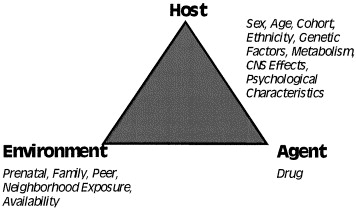 Host
Sex, Age, Cohort,
Ethnicity, Genetic
Factors, Metabolism,
CNS Effects,
Psychological
Characteristics
Environment
Prenatal, Family, Peer,
Neighborhood Exposure,
Availability
Agent
Drug